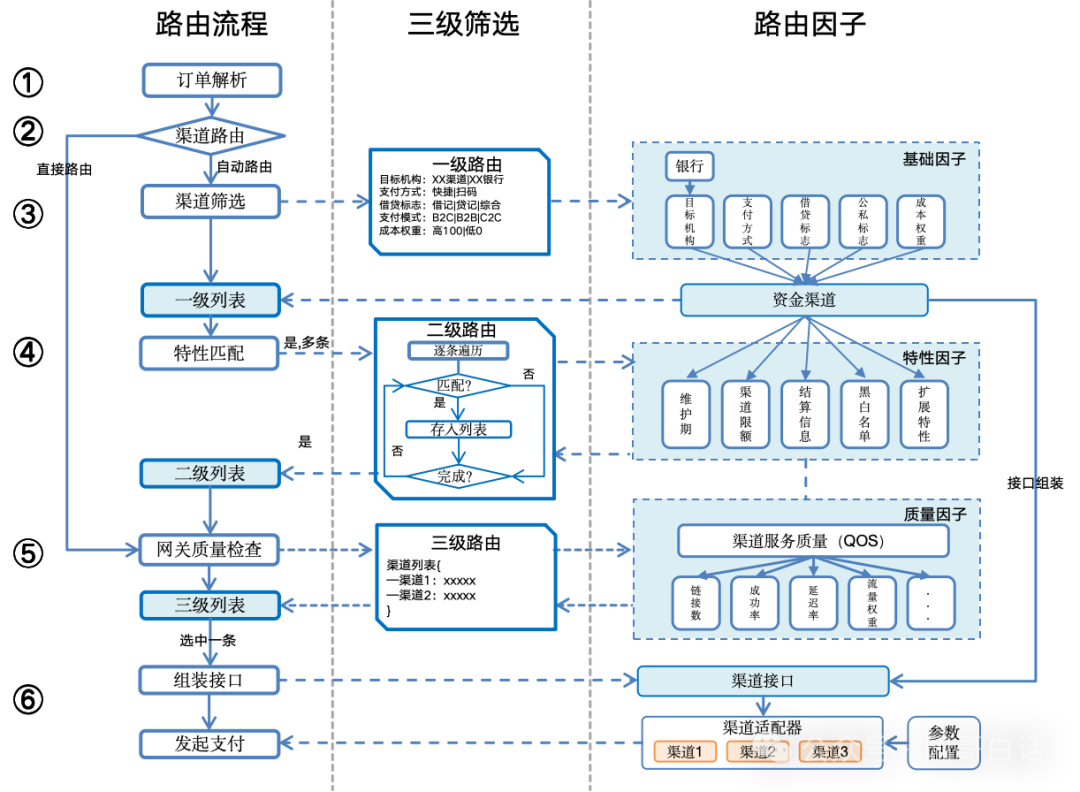 路由流程
三级筛选
路由因子
①
订单解析
②
渠道路由
直接路由
自动路由
③
渠道筛选
一级路由
目标机构：XX渠道|XX银行
支付方式：快捷|扫码
借贷标志：借记|贷记|综合
支付模式：B2C|B2B|C2C
成本权重：高100|低0
基础因子
银行
目标机构
支付方式
借贷标志
公私标志
成本权重
一级列表
资金渠道
④
特性匹配
是,多条
二级路由
逐条遍历
匹配?
否
是
存入列表
否
完成?
特性因子
维护期
渠道限额
结算信息
黑白名单
扩展特性
是
二级列表
接口组装
⑤
网关质量检查
三级路由
渠道列表{
一渠道1：xxxxx
一渠道2：xxxxx
}
质量因子
渠道服务质量（QOS）
链接数
成功率
延迟率
流量权重
...
三级列表
选中一条
⑥
组装接口
渠道接口
发起支付
渠道适配器
渠道1
渠道2
渠道3
参数
配置